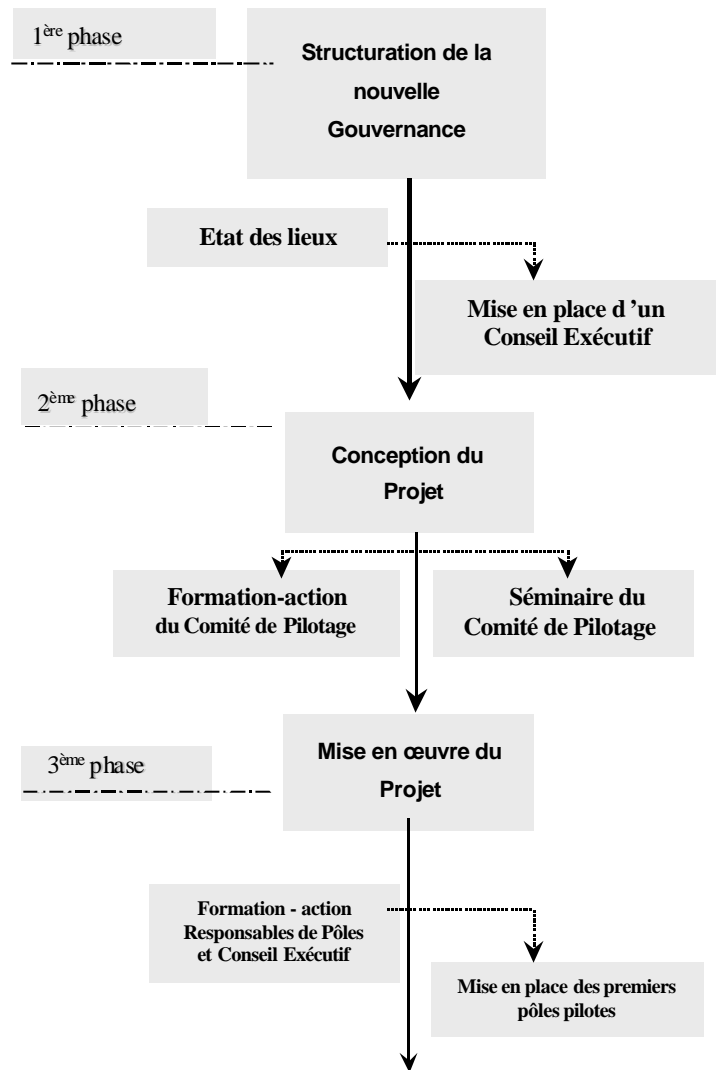 1ère phase
Structuration de la
nouvelle
Gouvernance
Etat des lieux
Mise en place d ’un
Conseil Exécutif
2ème phase
Conception du
Projet
Formation-action
du Comité de Pilotage
Séminaire du
Comité de Pilotage
3ème phase
Mise en œuvre du
Projet
Formation - action
Responsables de Pôles
et Conseil Exécutif
Mise en place des premiers
pôles pilotes